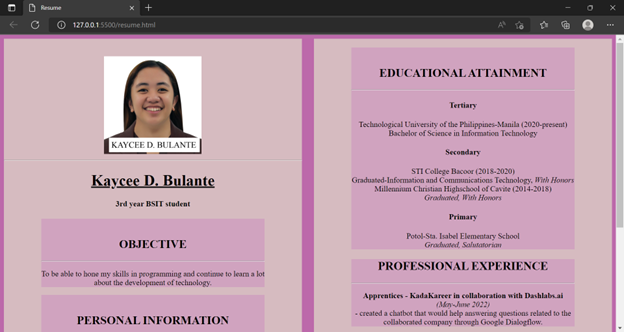 Resume
127.0.0.1:5500/resume.html
KAYCEE D. BULANTE
Kaycee D. Bulante
3rd year BSIT student
OBJECTIVE
To be able to hone my skills in programming and continue to learn a lot
about the development of technology.
PERSONAL INFORMATION
EDUCATIONAL ATTAINMENT
Tertiary
Technological University of the Philippines-Manila (2020-present)
Bachelor of Science in Information Technology
Secondary
STI College Bacoor (2018-2020)
Graduated-Information and Communications Technology, With Honors
Millennium Christian Highschool of Cavite (2014-2018)
Graduated, With Honors
Primary
Potol-Sta. Isabel Elementary School
Graduated, Salutatorian
PROFESSIONAL EXPERIENCE
Apprentices - KadaKareer in collaboration with Dashlabs.ai
(May-June 2022)
- created a chatbot that would help answering questions related to the
collaborated company through Google Dialogflow.